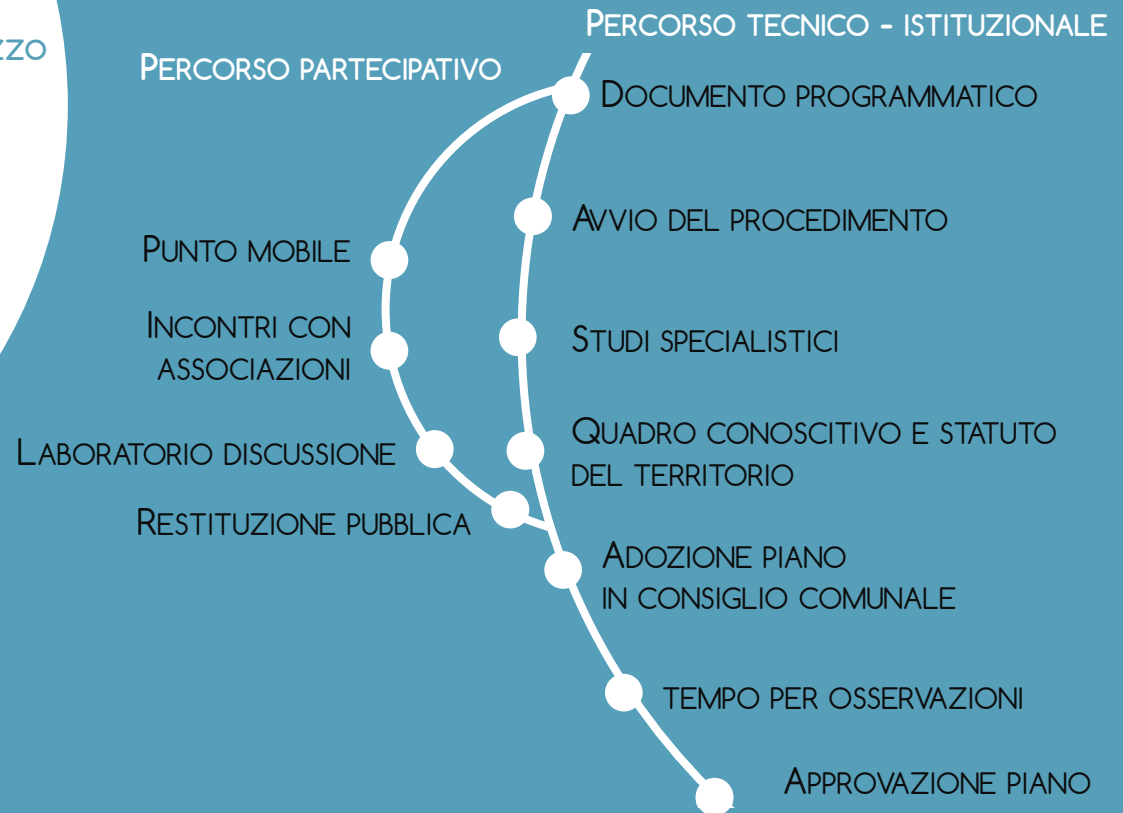 PERCORSO TECNICO - ISTITUZIONALE
PERCORSO PARTECIPATIVO
DOCUMENTO PROGRAMMATICO
AVVIO DEL PROCEDIMENTO
PUNTO MOBILE
INCONTRI CON
ASSOCIAZIONI
STUDI SPECIALISTICI
LABORATORIO DISCUSSIONE
QUADRO CONOSCITIVO E STATUTO
DEL TERRITORIO
RESTITUZIONE PUBBLICA
ADOZIONE PIANO
IN CONSIGLIO COMUNALE
TEMPO PER OSSERVAZIONI
APPROVAZIONE PIANO